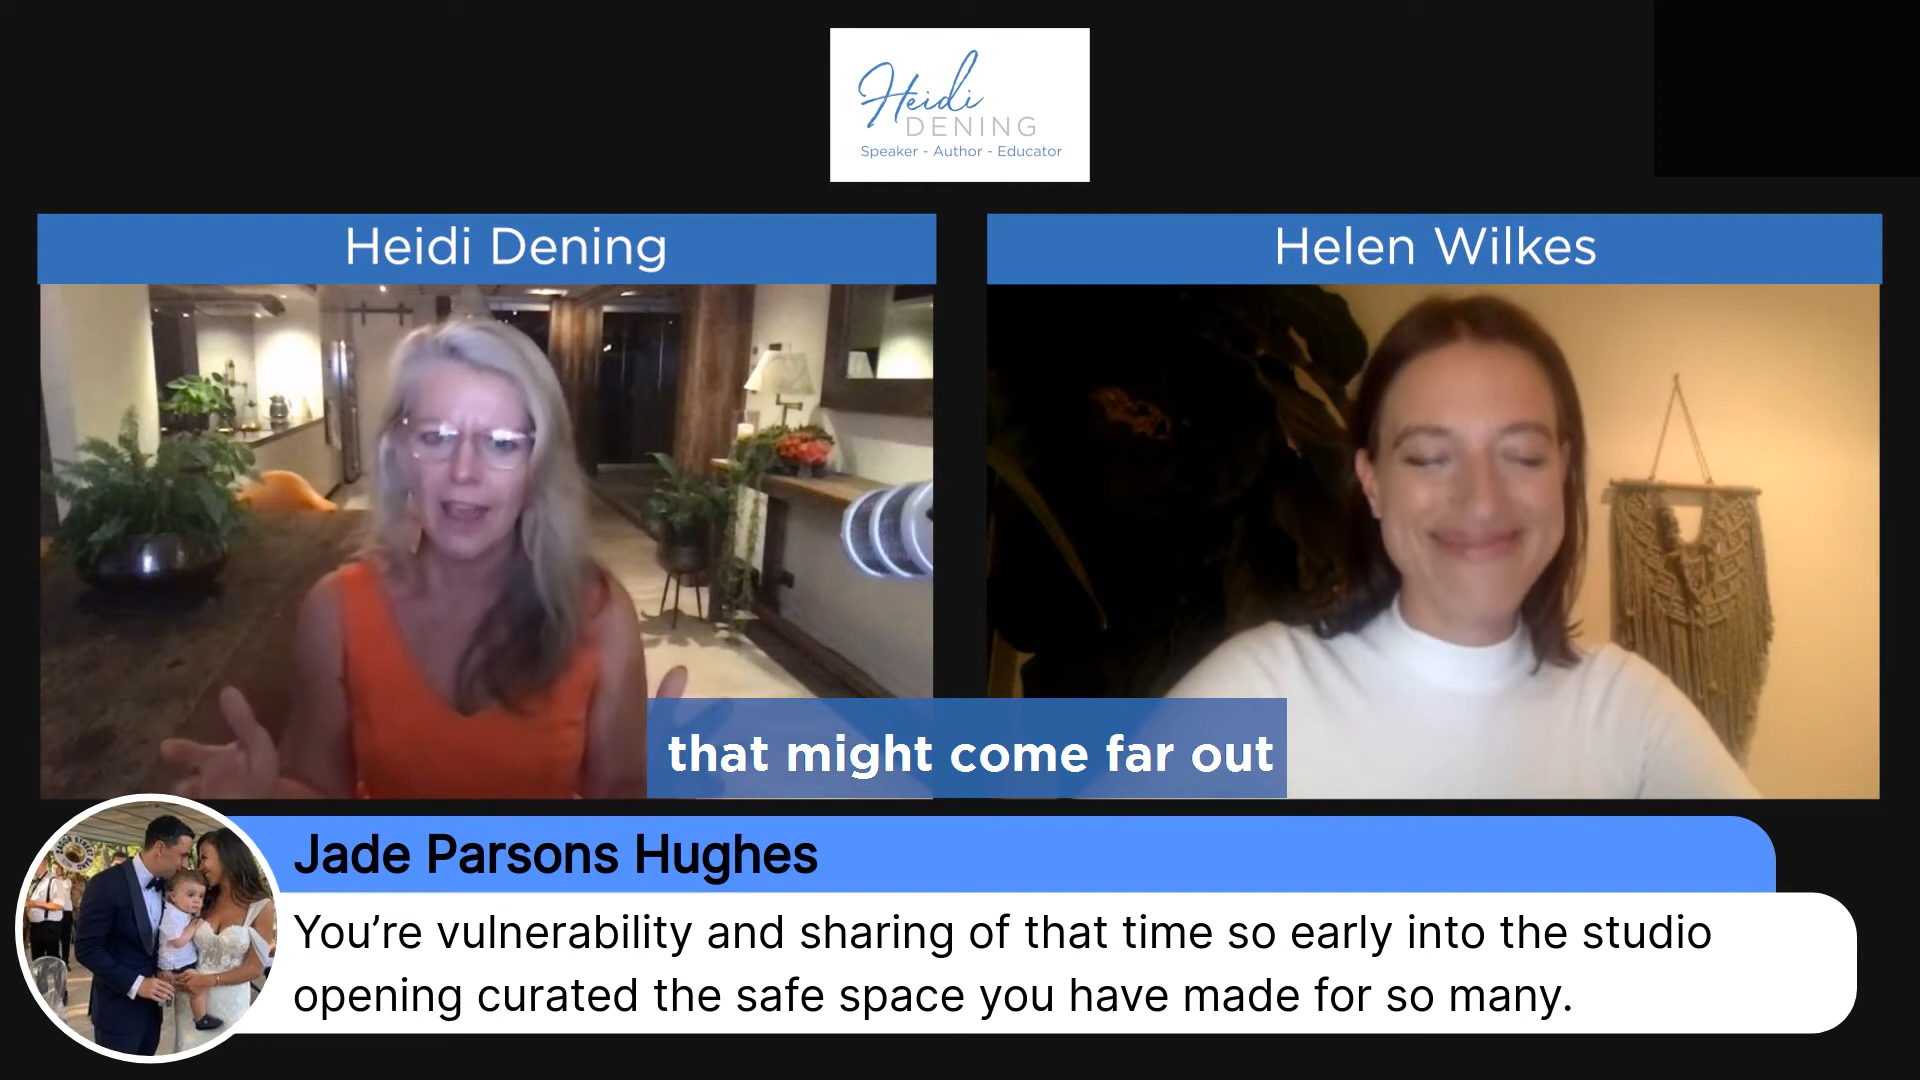 Heidi
DENING
Speaker - Author - Educator
Heidi Dening
Helen Wilkes
that might come far out
Jade Parsons Hughes
You’re vulnerability and sharing of that time so early into the studio
opening curated the safe space you have made for so many.